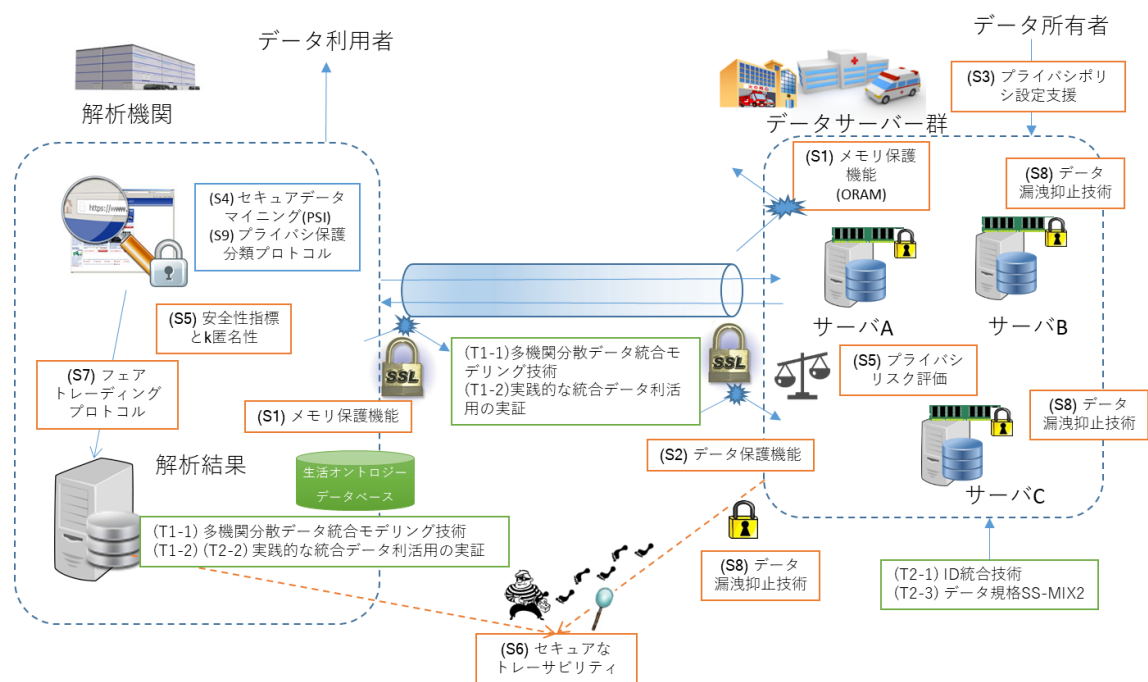 データ利用者
データ所有者
解析機関
(S3) プライバシポリ
シ設定支援
データサーバー群
(S1) メモリ保護
機能
(ORAM)
(S8) データ
漏洩抑止技術
https://www.
(S4) セキュアデータ
マイニング(PSI)
(S9) プライバシ保護
分類プロトコル
サーバA
サーバB
(S5) 安全性指標
とk匿名性
(S7) フェア
トレーディング
プロトコル
SSL
SSL
(T1-1)多機関分散データ統合モ
デリング技術
(T1-2)実践的な統合データ利活
用の実証
(S5) プライバシ
リスク評価
(S8) データ
漏洩抑止技術
(S1) メモリ保護機能
(S2) データ保護機能
サーバC
解析結果
生活オントロジー
データベース
(T1-1) 多機関分散データ統合モデリング技術
(T1-2) (T2-2) 実践的な統合データ利活用の実証
(S8) データ
漏洩抑止技術
(T2-1) ID統合技術
(T2-3) データ規格SS-MIX2
(S6) セキュアな
トレーサビリティ